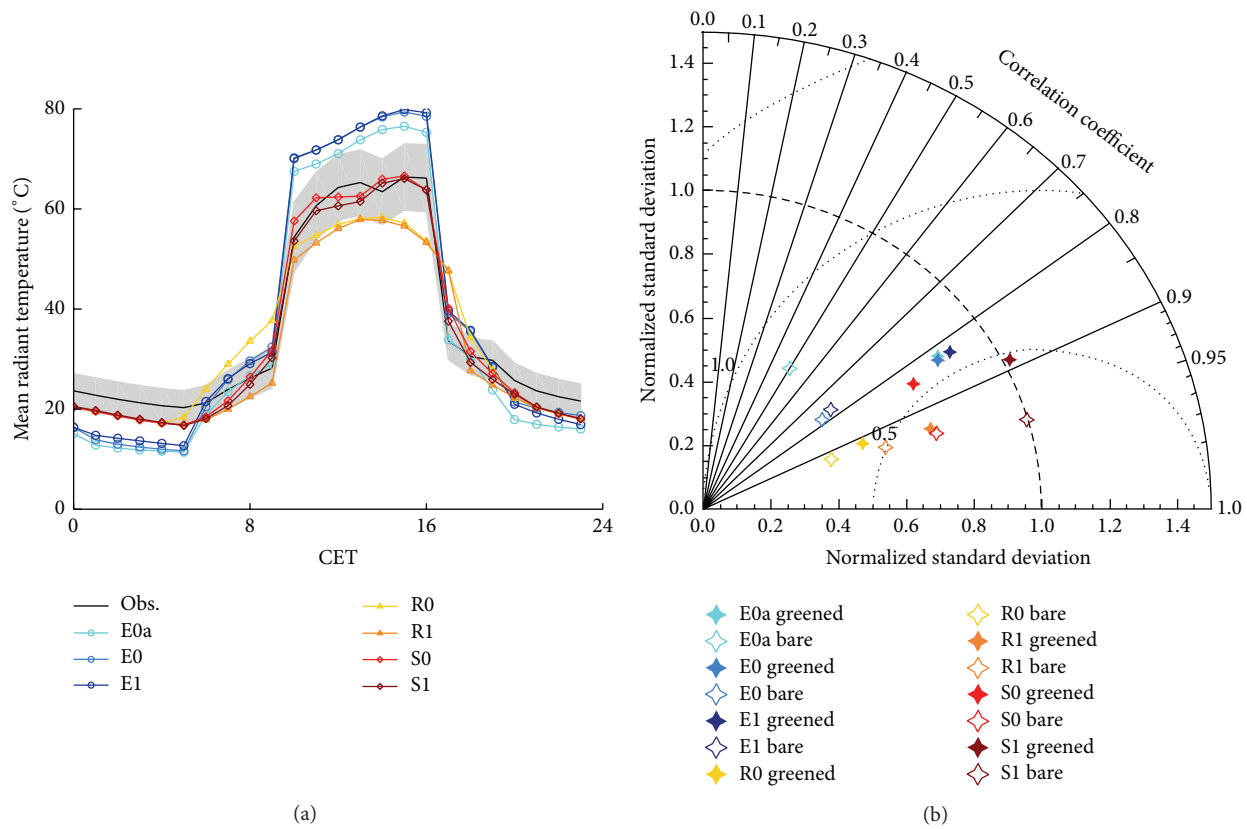 80
60
40
20
0
Mean radiant temperature (°C)
0
8
16
24
CET
Obs.
E0a
E0
E1
R0
R1
S0
S1
(a)
0.0
0.1
0.2
0.3
0.4
0.5
0.6
0.7
0.8
0.9
0.95
1.0
Correlation coefficient
1.5
1.4
1.2
1.0
0.8
0.6
0.4
0.2
0.0
Normalized standard deviation
1.0
0.5
0.0
0.2
0.4
0.6
0.8
1.0
1.2
1.4
1.5
Normalized standard deviation
E0a greened
E0a bare
E0 greened
E0 bare
E1 greened
E1 bare
R0 greened
R0 bare
R1 greened
R1 bare
S0 greened
S0 bare
S1 greened
S1 bare
(b)